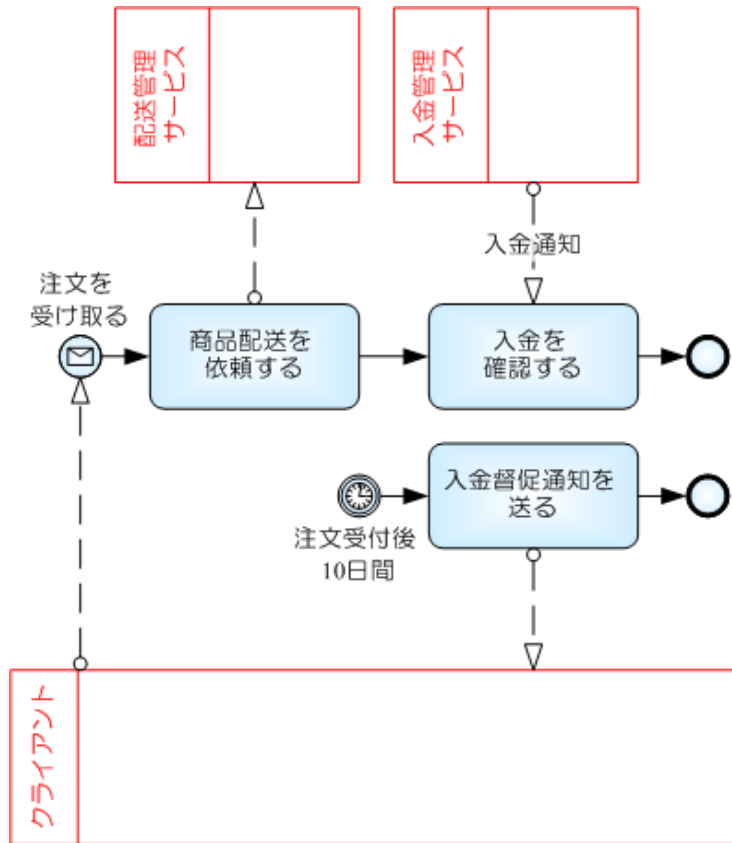 配送管理
サービス
入金管理
サービス
入金通知
注文を
受け取る
商品配送を
依頼する
入金を
確認する
入金督促通知を
送る
注文受付後
10日間
クライアント